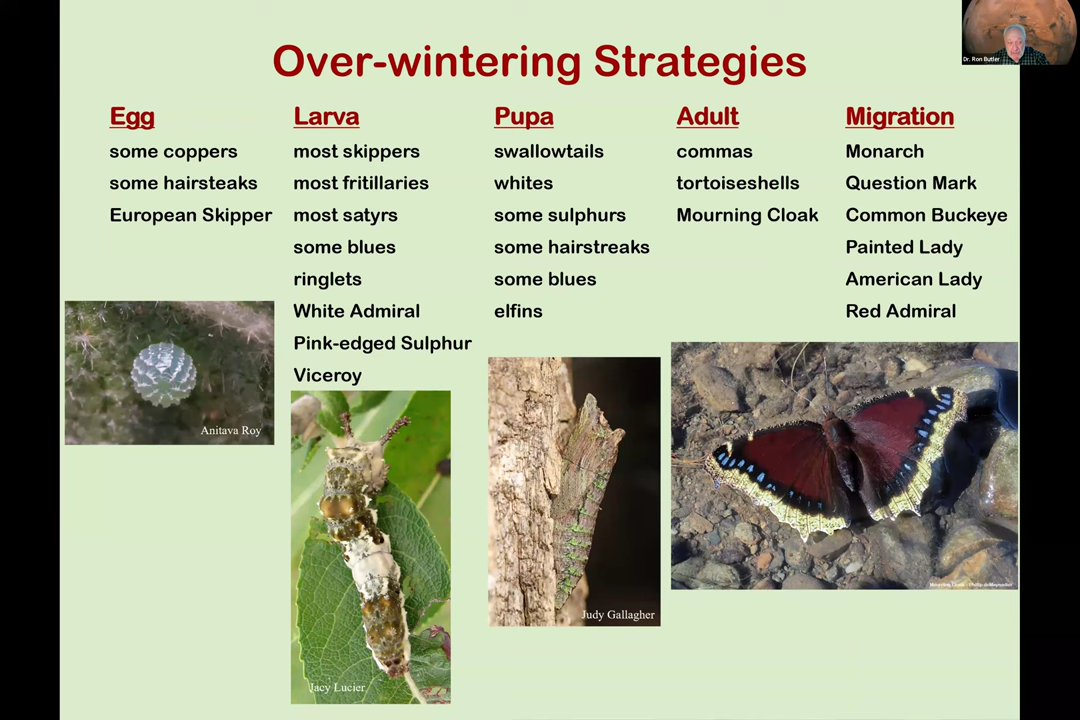 Dr. Ron Butler
Over-wintering Strategies
Egg
some coppers
some hairsteaks
European Skipper
Larva
most skippers
most fritillaries
most satyrs
some blues
ringlets
White Admiral
Pink-edged Sulphur
Viceroy
Pupa
swallowtails
whites
some sulphurs
some hairstreaks
some blues
elfins
Adult
commas
tortoiseshells
Mourning Cloak
Migration
Monarch
Question Mark
Common Buckeye
Painted Lady
American Lady
Red Admiral
Anitava Roy
Jacy Lucier
Judy Gallagher